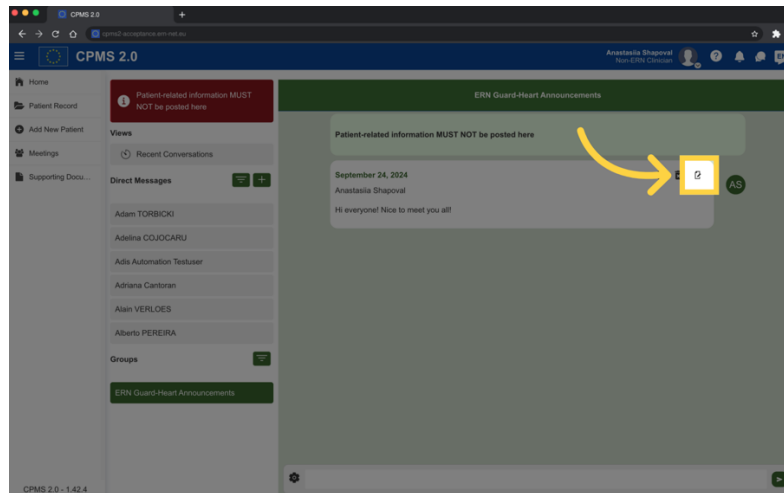 CPMS 2.0
cpms2-acceptance.ern-net.eu
CPMS 2.0
Anastasiia Shapoval
Non-ERN Clinician
Home
Patient Record
Add New Patient
Meetings
Supporting Docu...
CPMS 2.0 - 1.42.4
Patient-related information MUST
NOT be posted here
Views
Recent Conversations
Direct Messages
Adam TORBICKI
Adelina COJOCARU
Adis Automation Testuser
Adriana Cantoran
Alain VERLOES
Alberto PEREIRA
Groups
ERN Guard-Heart Announcements
ERN Guard-Heart Announcements
Patient-related information MUST NOT be posted here
September 24, 2024
Anastasiia Shapoval
Hi everyone! Nice to meet you all!
AS